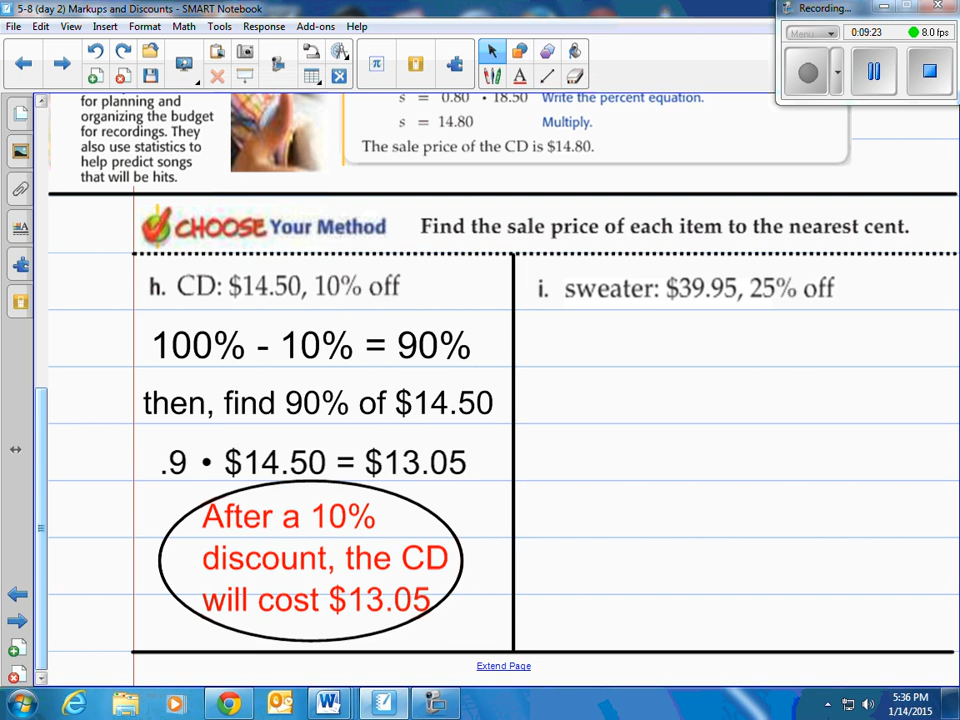 5-8 (day 2) Markups and Discounts - SMART Notebook
Recording...
File Edit View Insert Format Tools Response Math Add-ons Help
Menu 0:09:23 8.0 fps
for planning and
organizing the budget
for recordings. They
also use statistics to
help predict songs
that will be hits.
s = 0.80 • 18.50 Write the percent equation.
s = 14.80 Multiply.
The sale price of the CD is $14.80.
CHOOSE Your Method Find the sale price of each item to the nearest cent.
h. CD: $14.50, 10% off
100% - 10% = 90%
then, find 90% of $14.50
.9 • $14.50 = $13.05
After a 10%
discount, the CD
will cost $13.05
i. sweater: $39.95, 25% off
Extend Page
5:36 PM
1/14/2015